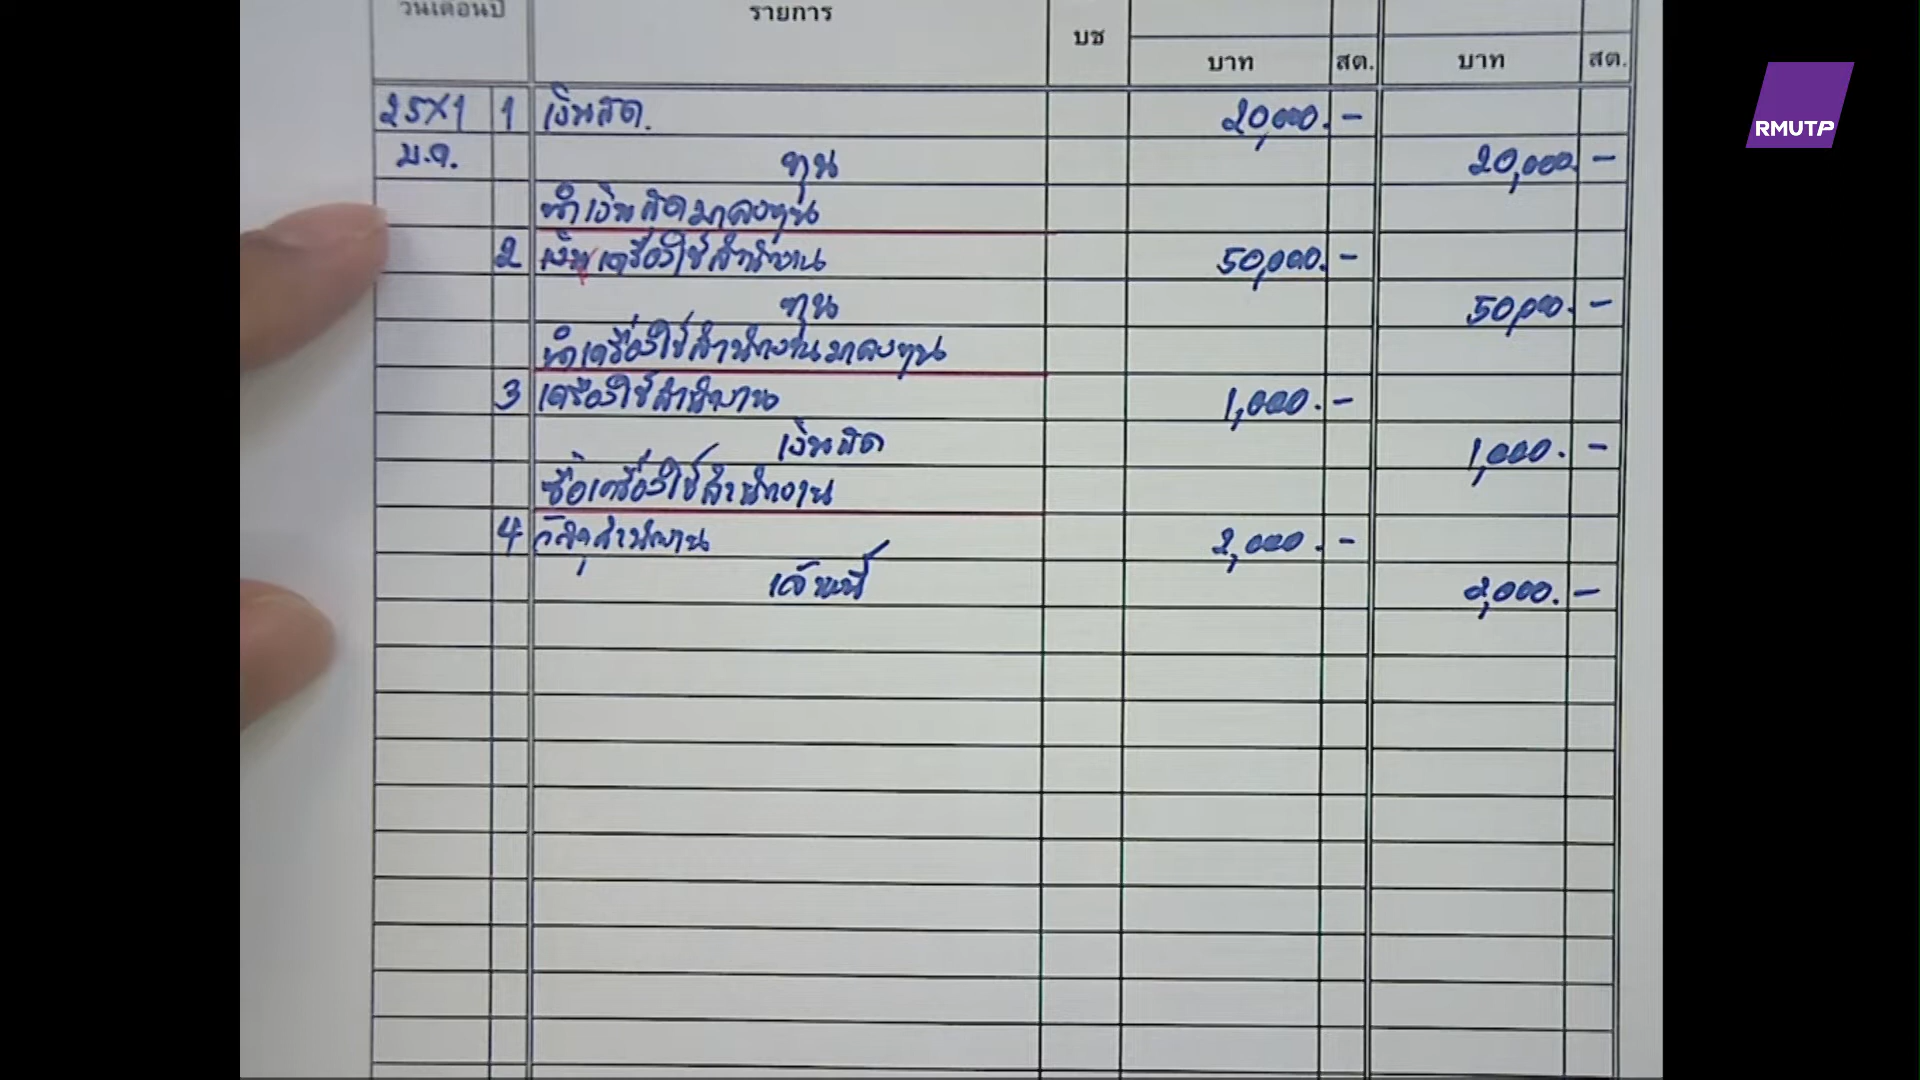 วันเดือนปี รายการ บช บาท สต. บาท สต.
RMUTP
25X1 1 เงินสด. 20,000.-
ม.ค. ทุน 20,000.-
นำเงินสดมาลงทุน
2 เงิน เครื่องใช้สำนักงาน 50,000.-
ทุน 50,000.-
นำเครื่องใช้สำนักงานมาลงทุน
3 เครื่องใช้สำนักงาน 1,000.-
เงินสด 1,000.-
ซื้อเครื่องใช้สำนักงาน
4 วัสดุสำนักงาน 2,000.-
เจ้าหนี้ 2,000.-